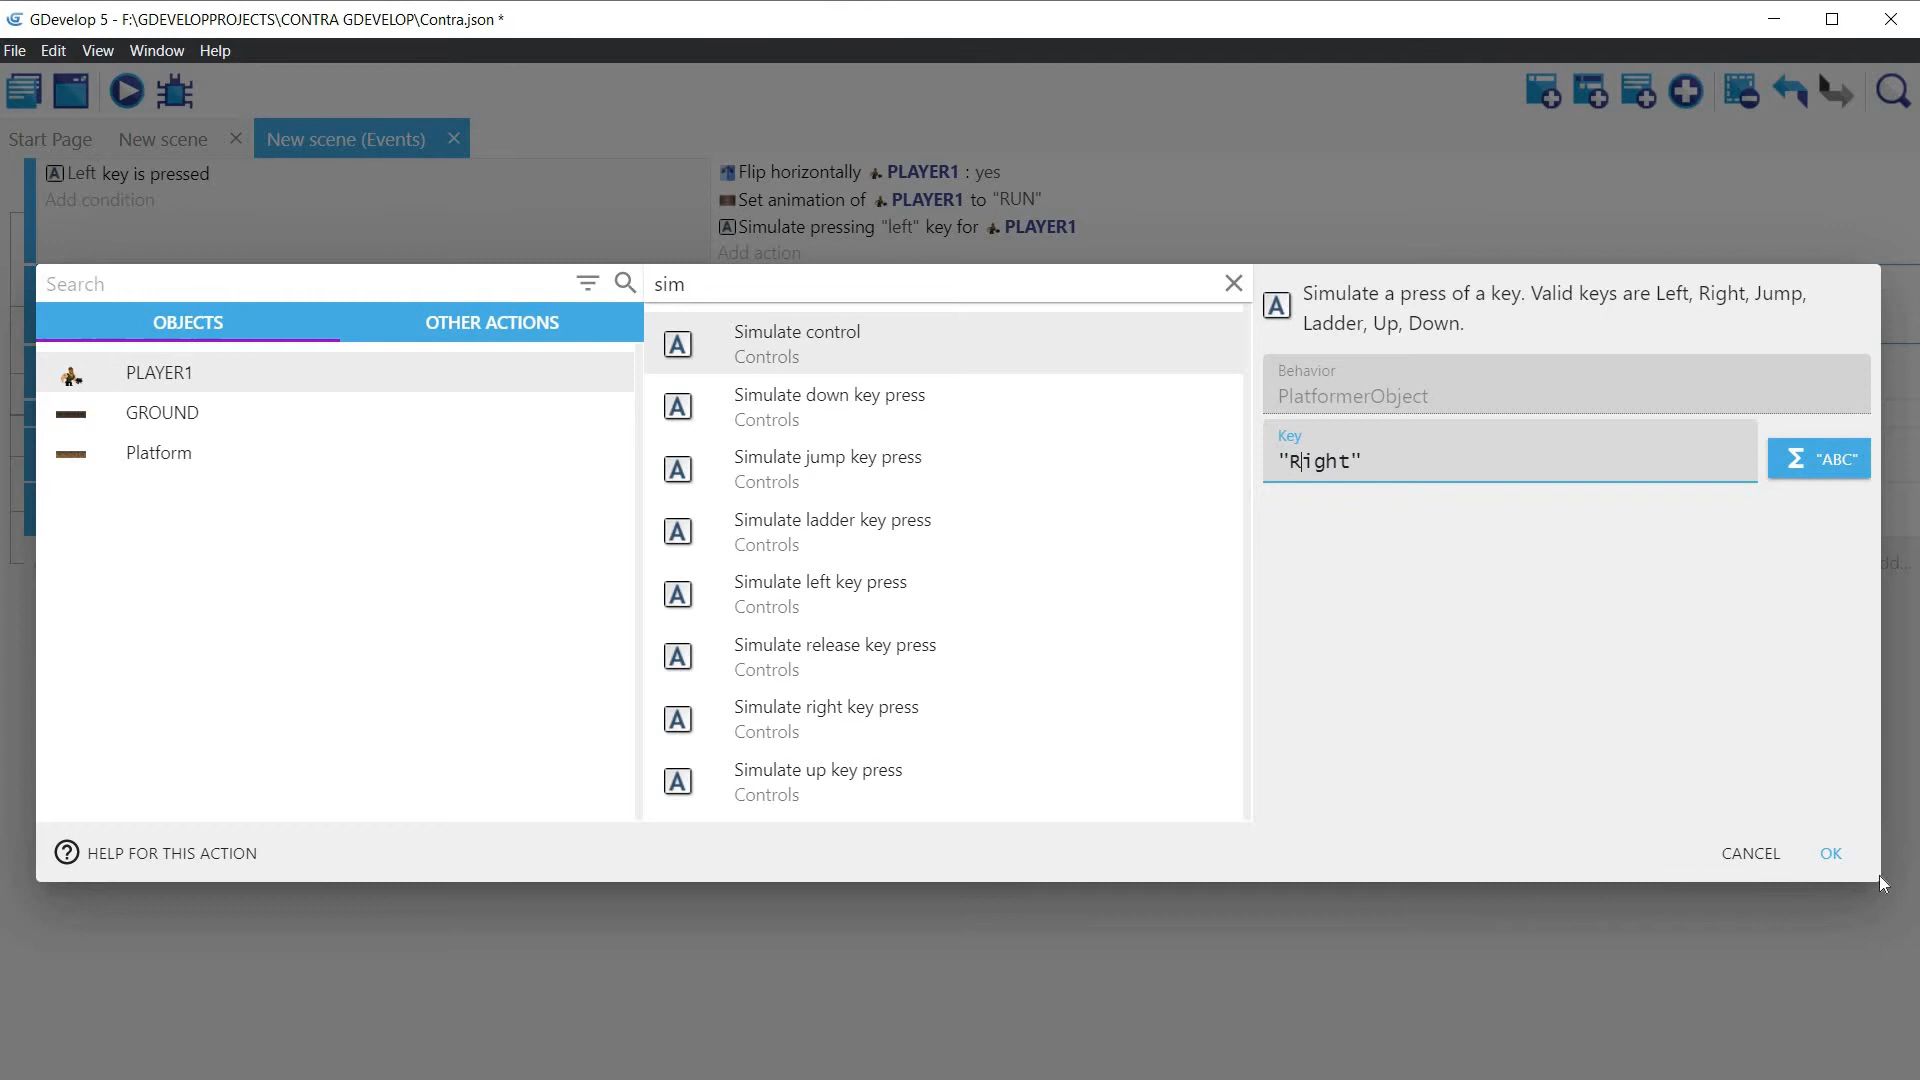 GDevelop 5 - F:\GDEVELOPPROJECTS\CONTRA GDEVELOP\Contra.json *
File Edit View Window Help
Start Page New scene New scene (Events)
Left key is pressed
Add condition
Flip horizontally PLAYER1 : yes
Set animation of PLAYER1 to "RUN"
Simulate pressing "left" key for PLAYER1
Add action
Search
OBJECTS OTHER ACTIONS
PLAYER1
GROUND
Platform
sim
Simulate control
Controls
Simulate down key press
Controls
Simulate jump key press
Controls
Simulate ladder key press
Controls
Simulate left key press
Controls
Simulate release key press
Controls
Simulate right key press
Controls
Simulate up key press
Controls
Simulate a press of a key. Valid keys are Left, Right, Jump,
Ladder, Up, Down.
Behavior
PlatformerObject
Key
"Right"
Σ "ABC"
HELP FOR THIS ACTION
CANCEL OK